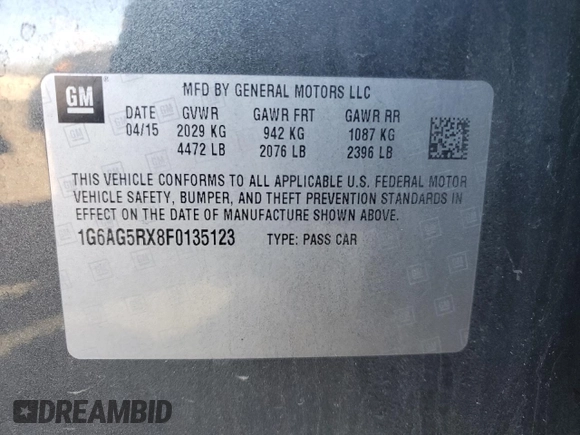 GM
MFD BY GENERAL MOTORS LLC
DATE GVWR GAWR FRT GAWR RR
04/15 2029 KG 942 KG 1087 KG
4472 LB 2076 LB 2396 LB
THIS VEHICLE CONFORMS TO ALL APPLICABLE U.S. FEDERAL MOTOR
VEHICLE SAFETY, BUMPER, AND THEFT PREVENTION STANDARDS IN
EFFECT ON THE DATE OF MANUFACTURE SHOWN ABOVE.
1G6AG5RX8F0135123 TYPE: PASS CAR
DREAMBID